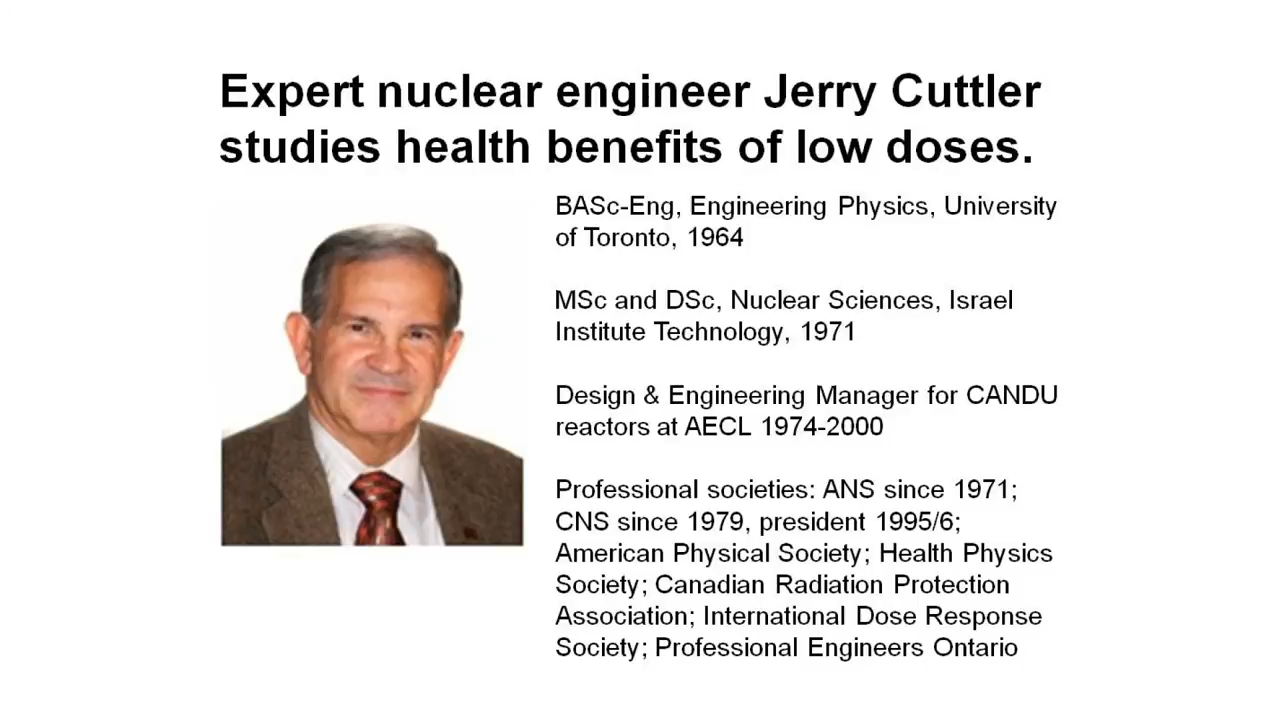 Expert nuclear engineer Jerry Cuttler
studies health benefits of low doses.
BASc-Eng, Engineering Physics, University
of Toronto, 1964
MSc and DSc, Nuclear Sciences, Israel
Institute Technology, 1971
Design & Engineering Manager for CANDU
reactors at AECL 1974-2000
Professional societies: ANS since 1971;
CNS since 1979, president 1995/6;
American Physical Society; Health Physics
Society; Canadian Radiation Protection
Association; International Dose Response
Society; Professional Engineers Ontario